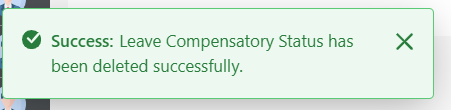 Success: Leave Compensatory Status has
been deleted successfully.